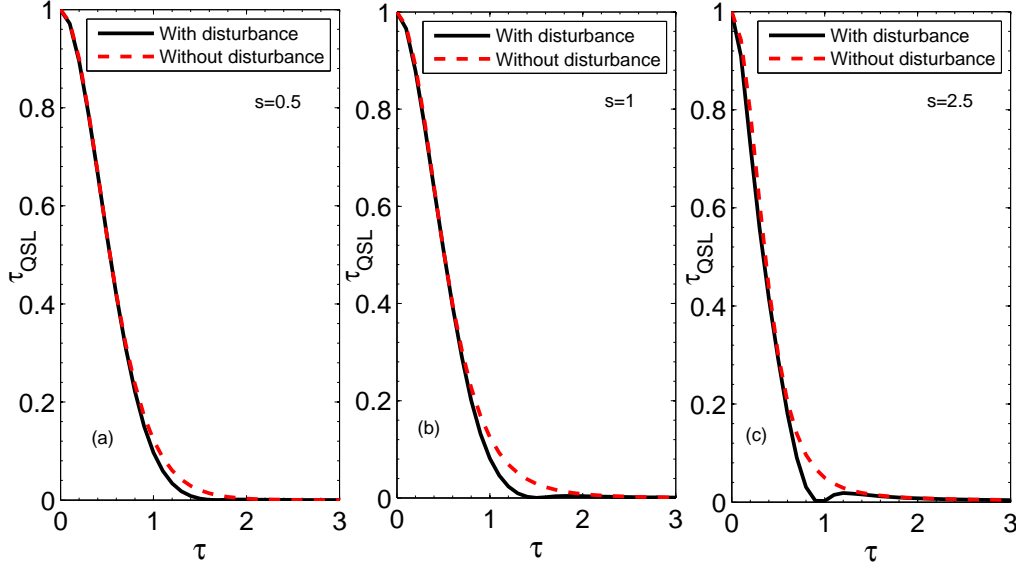 With disturbance
Without disturbance
s=0.5
(a)
τQSL
1
0.8
0.6
0.4
0.2
0
0 1 2 3
τ
With disturbance
Without disturbance
s=1
(b)
τQSL
1
0.8
0.6
0.4
0.2
0
0 1 2 3
τ
With disturbance
Without disturbance
s=2.5
(c)
τQSL
1
0.8
0.6
0.4
0.2
0
0 1 2 3
τ